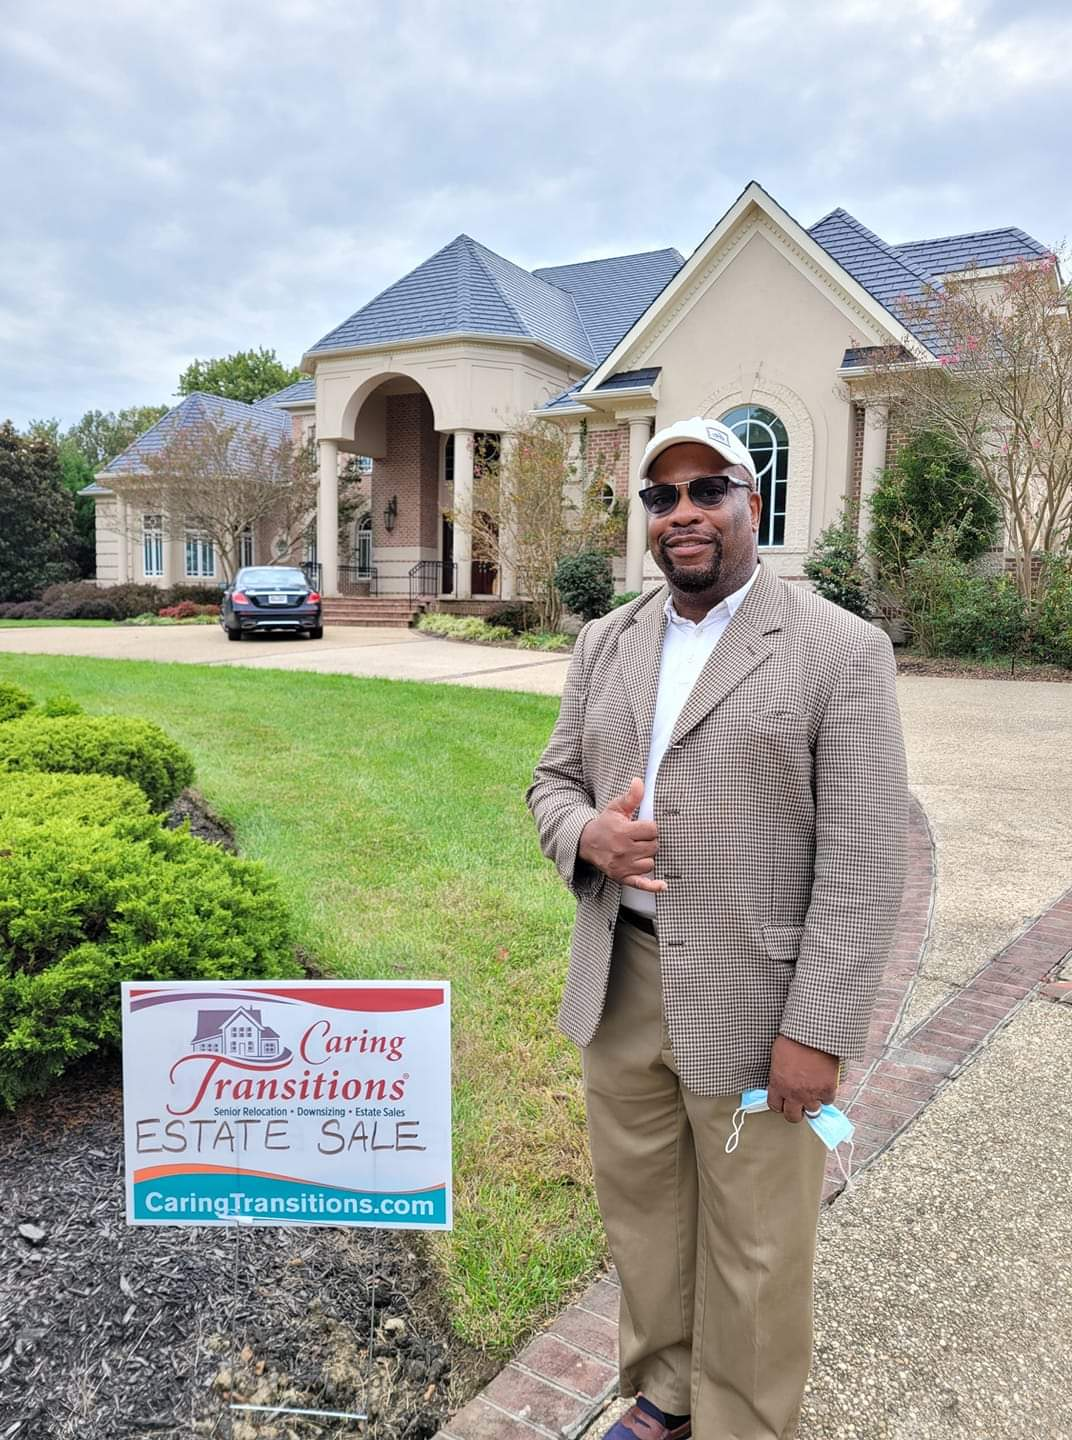 Caring
Transitions®
Senior Relocation • Downsizing • Estate Sales
ESTATE SALE
CaringTransitions.com